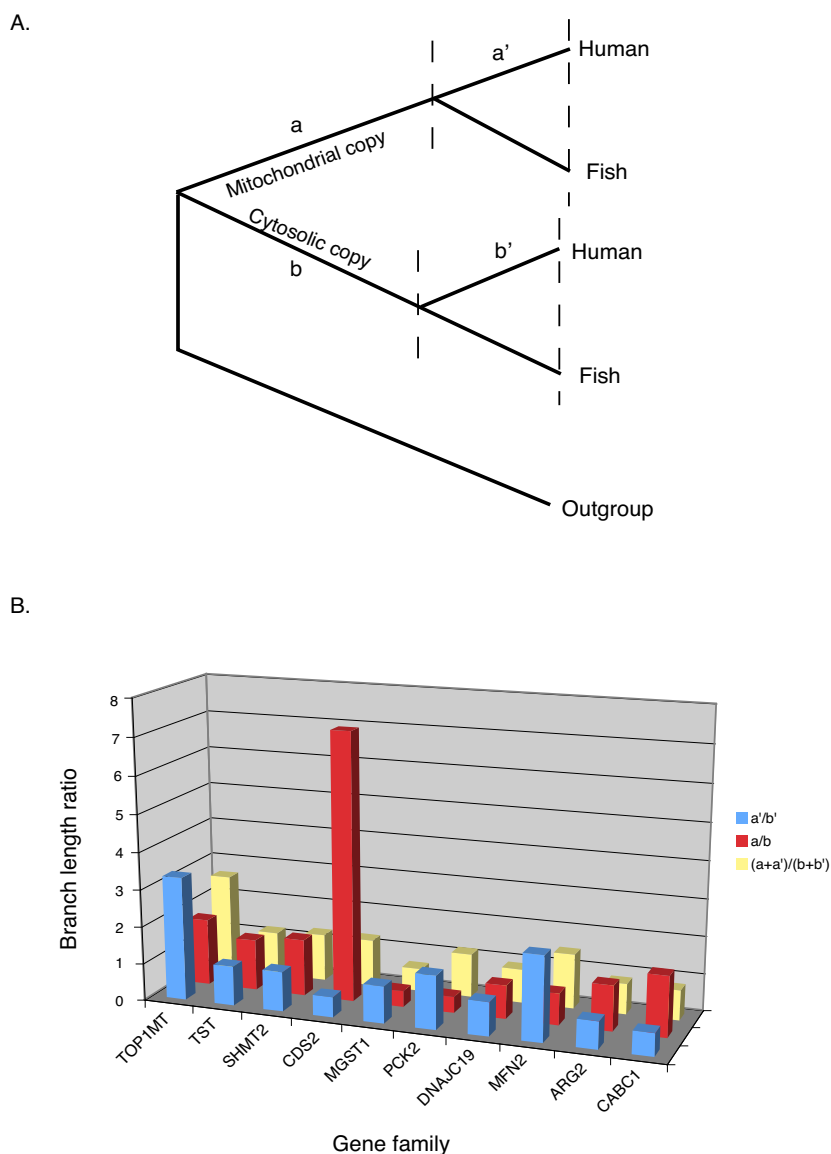 A.
a’
Human
a
Mitochondrial copy
Fish
Cytosolic copy
b
b’
Human
Fish
Outgroup
B.
Branch length ratio
8
7
6
5
4
3
2
1
0
TOP1MT
TST
SHMT2
CDS2
MGST1
PCK2
DNAJC19
MFN2
ARG2
CABC1
Gene family
a'/b'
a/b
(a+a')/(b+b')